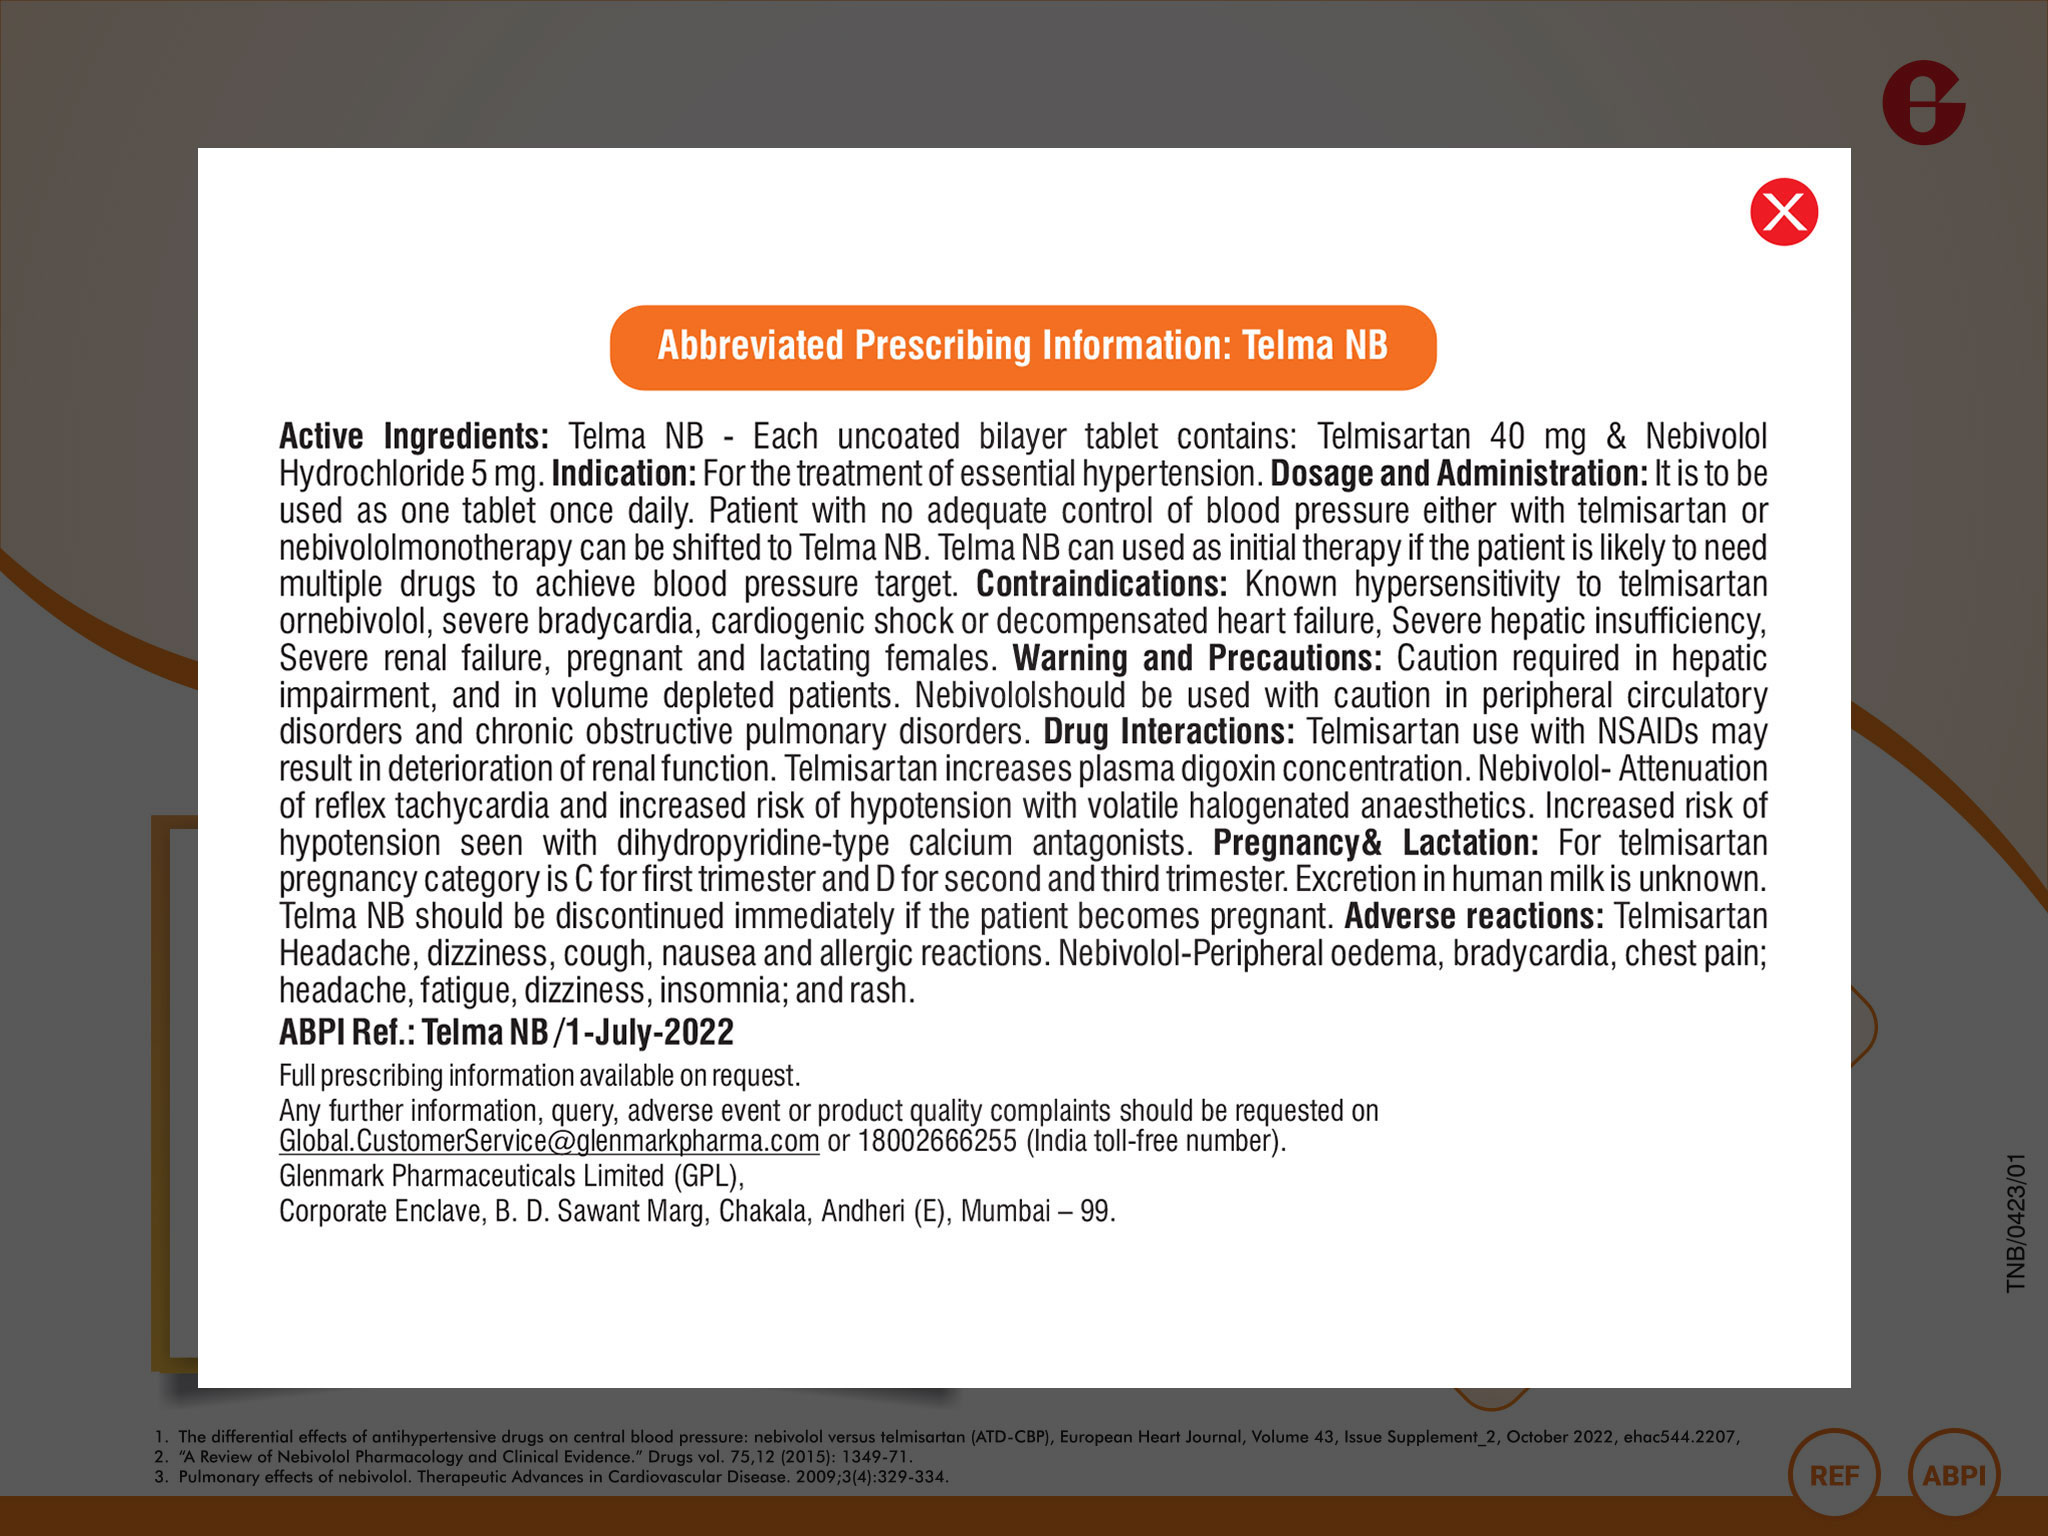 Abbreviated Prescribing Information: Telma NB
Active Ingredients: Telma NB - Each uncoated bilayer tablet contains: Telmisartan 40 mg & Nebivolol
Hydrochloride 5 mg. Indication: For the treatment of essential hypertension. Dosage and Administration: It is to be
used as one tablet once daily. Patient with no adequate control of blood pressure either with telmisartan or
nebivololmonotherapy can be shifted to Telma NB. Telma NB can used as initial therapy if the patient is likely to need
multiple drugs to achieve blood pressure target. Contraindications: Known hypersensitivity to telmisartan
ornebivolol, severe bradycardia, cardiogenic shock or decompensated heart failure, Severe hepatic insufficiency,
Severe renal failure, pregnant and lactating females. Warning and Precautions: Caution required in hepatic
impairment, and in volume depleted patients. Nebivololshould be used with caution in peripheral circulatory
disorders and chronic obstructive pulmonary disorders. Drug Interactions: Telmisartan use with NSAIDs may
result in deterioration of renal function. Telmisartan increases plasma digoxin concentration. Nebivolol- Attenuation
of reflex tachycardia and increased risk of hypotension with volatile halogenated anaesthetics. Increased risk of
hypotension seen with dihydropyridine-type calcium antagonists. Pregnancy& Lactation: For telmisartan
pregnancy category is C for first trimester and D for second and third trimester. Excretion in human milk is unknown.
Telma NB should be discontinued immediately if the patient becomes pregnant. Adverse reactions: Telmisartan
Headache, dizziness, cough, nausea and allergic reactions. Nebivolol-Peripheral oedema, bradycardia, chest pain;
headache, fatigue, dizziness, insomnia; and rash.
ABPI Ref.: Telma NB /1-July-2022
Full prescribing information available on request.
Any further information, query, adverse event or product quality complaints should be requested on
Global.CustomerService@glenmarkpharma.com or 18002666255 (India toll-free number).
Glenmark Pharmaceuticals Limited (GPL),
Corporate Enclave, B. D. Sawant Marg, Chakala, Andheri (E), Mumbai – 99.
TNB/0423/01
1. The differential effects of antihypertensive drugs on central blood pressure: nebivolol versus telmisartan (ATD-CBP), European Heart Journal, Volume 43, Issue Supplement_2, October 2022, ehac544.2207,
2. “A Review of Nebivolol Pharmacology and Clinical Evidence.” Drugs vol. 75,12 (2015): 1349-71.
3. Pulmonary effects of nebivolol. Therapeutic Advances in Cardiovascular Disease. 2009;3(4):329-334.
REF
ABPI